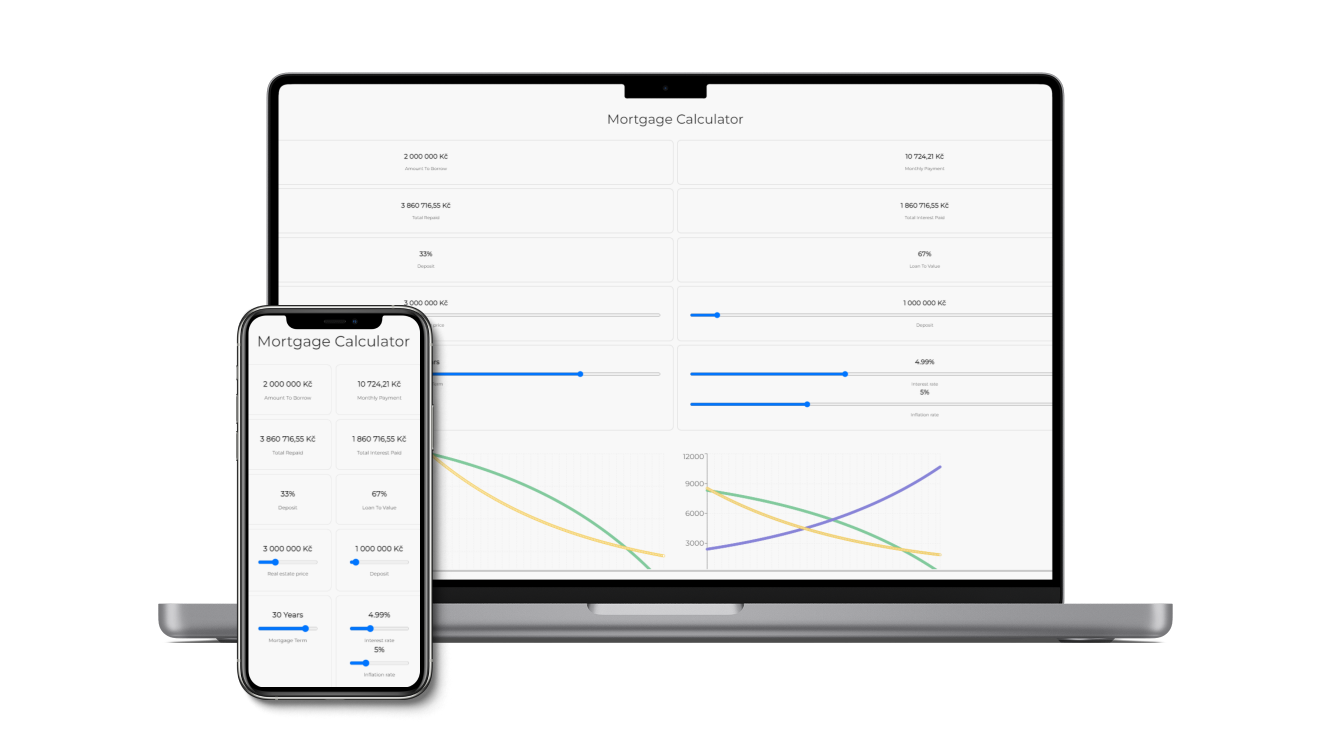 Mortgage Calculator
2 000 000 Kč
Amount To Borrow
10 724,21 Kč
Monthly Payment
3 860 716,55 Kč
Total Repaid
1 860 716,55 Kč
Total Interest Paid
33%
Deposit
67%
Loan To Value
3 000 000 Kč
price
1 000 000 Kč
Deposit
4.99%
Interest rate
5%
Inflation rate
12000
9000
6000
3000
Mortgage Calculator
2 000 000 Kč
Amount To Borrow
10 724,21 Kč
Monthly Payment
3 860 716,55 Kč
Total Repaid
1 860 716,55 Kč
Total Interest Paid
33%
Deposit
67%
Loan To Value
3 000 000 Kč
Real estate price
1 000 000 Kč
Deposit
30 Years
Mortgage Term
4.99%
Interest rate
5%
Inflation rate